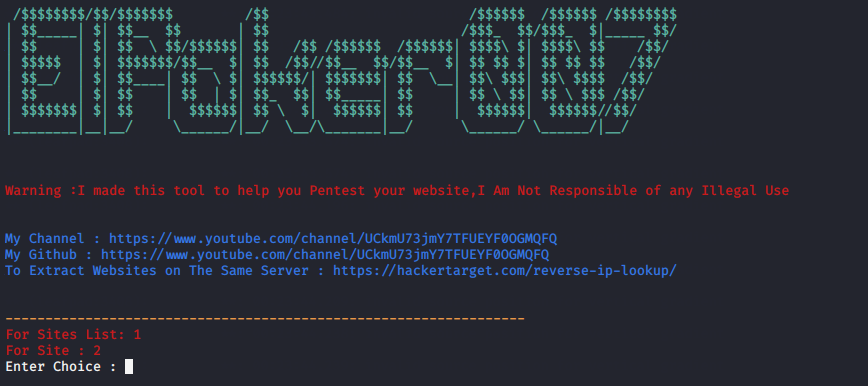 Warning :I made this tool to help you Pentest your website,I Am Not Responsible of any Illegal Use
My Channel : https://www.youtube.com/channel/UCkmU73jmY7TFUEYF0OGMQFQ
My Github : https://www.youtube.com/channel/UCkmU73jmY7TFUEYF0OGMQFQ
To Extract Websites on The Same Server : https://hackertarget.com/reverse-ip-lookup/
-----------------------------------------------------------------
For Sites List: 1
For Site : 2
Enter Choice :